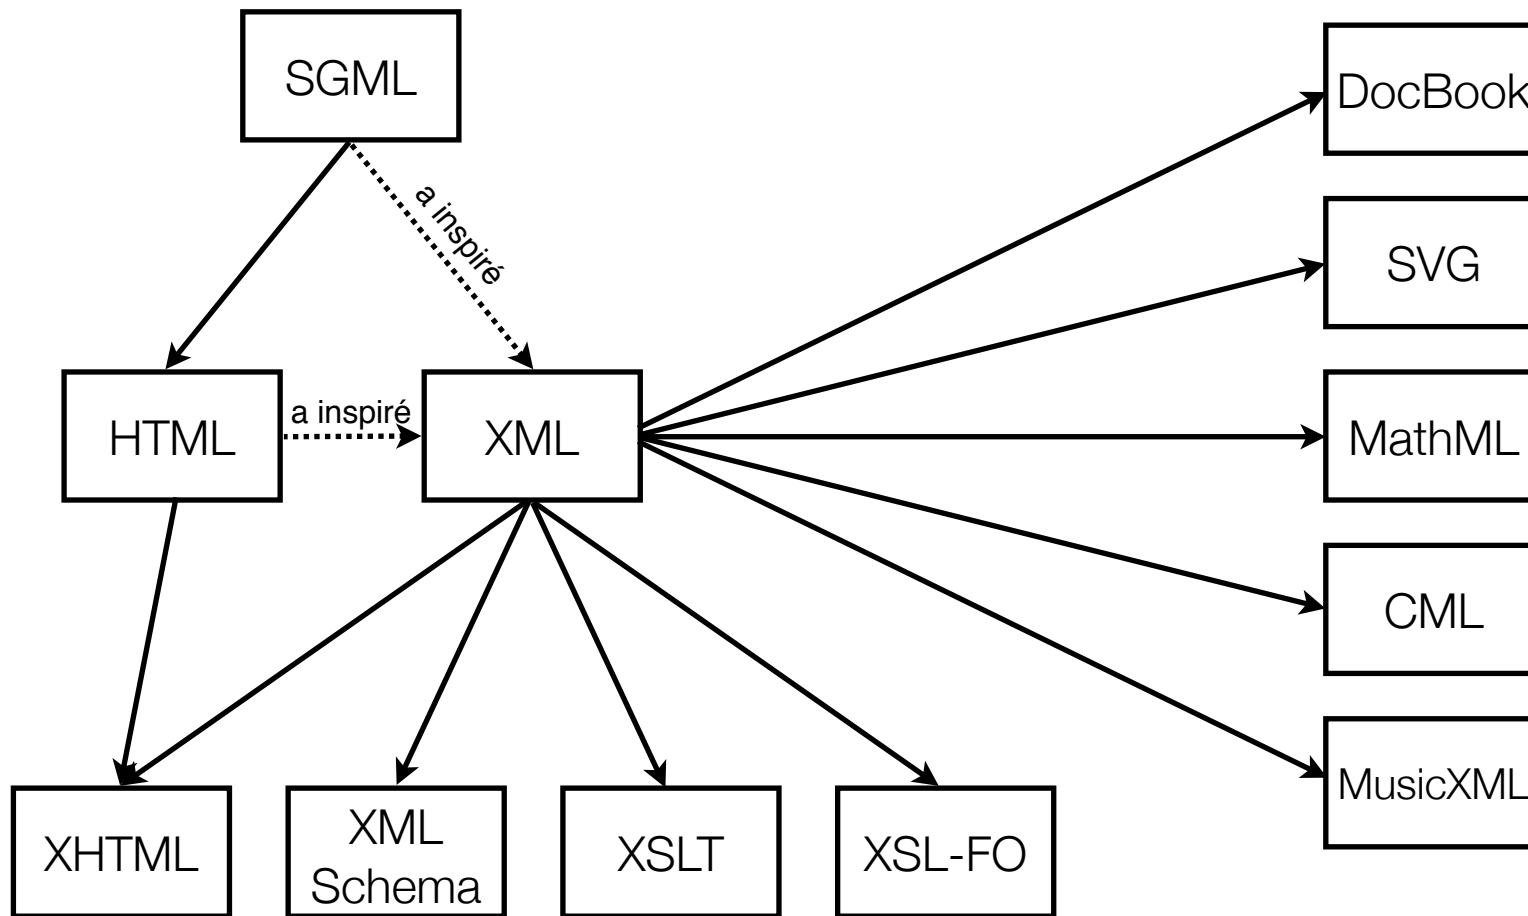 SGML
DocBook
a inspiré
SVG
HTML
a inspiré
XML
MathML
CML
MusicXML
XHTML
XML
Schema
XSLT
XSL-FO